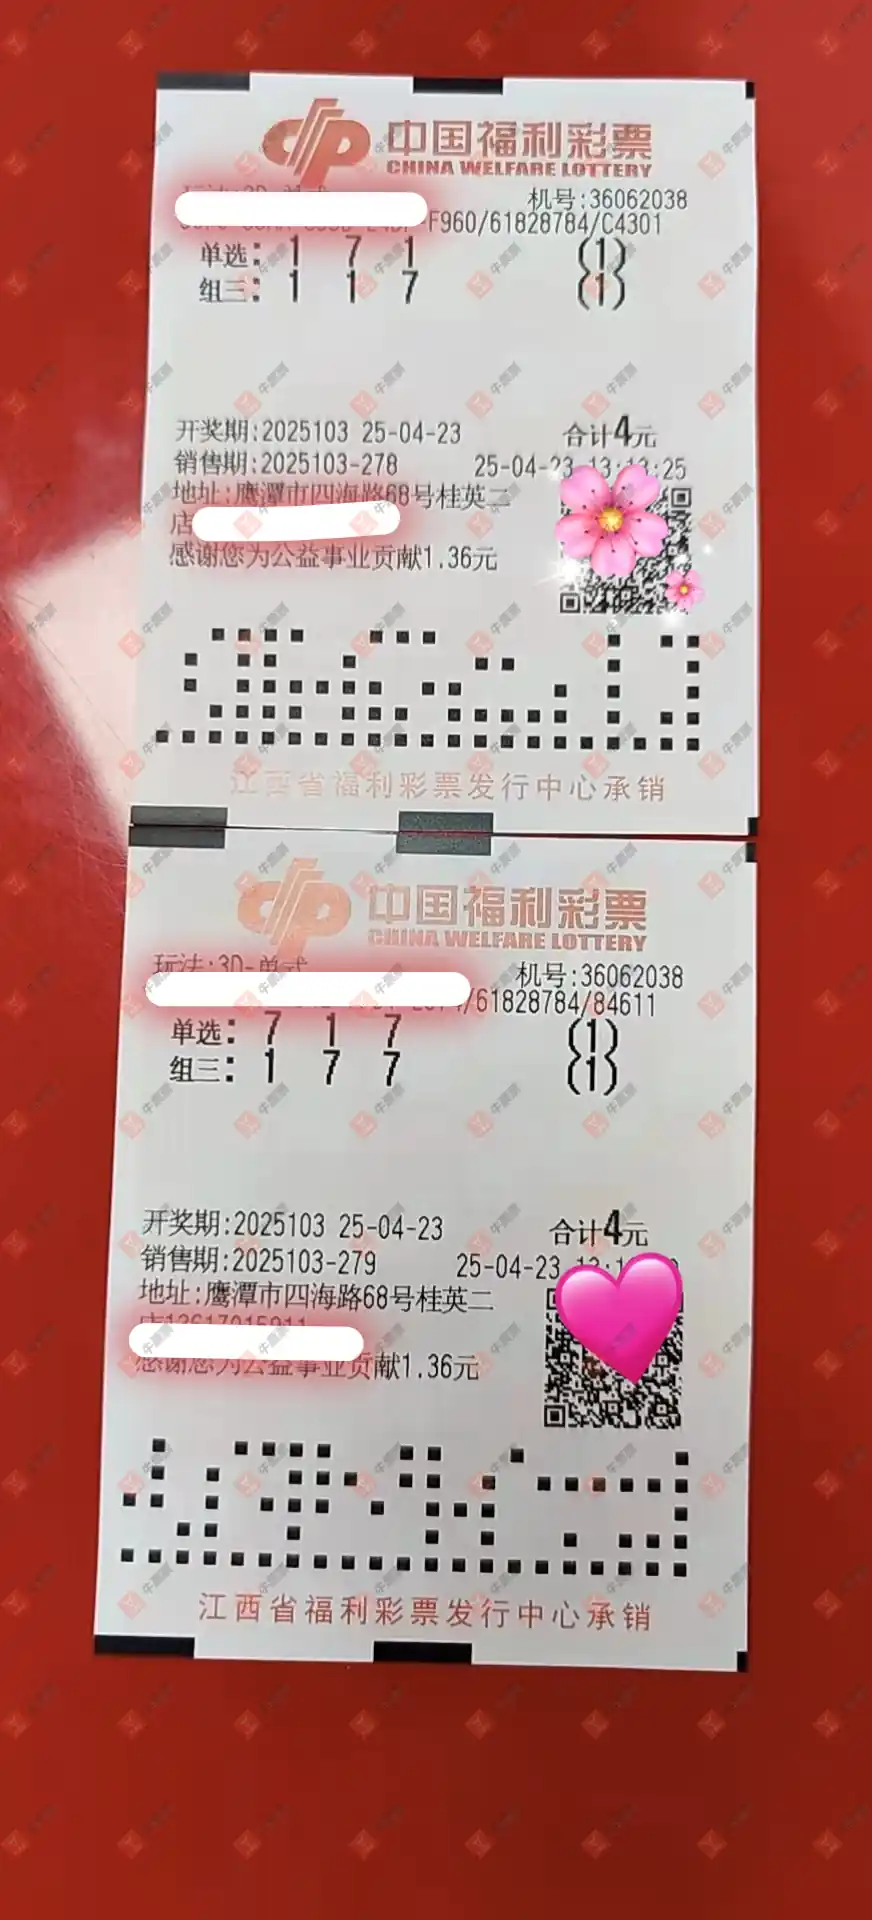 中国福利彩票
CHINA WELFARE LOTTERY
机号:36062038
-F960/61828784/C4301
单选: 1 7 1 (1)
组三: 1 1 7 (1)
开奖期:2025103 25-04-23 合计4元
销售期:2025103-278 25-04-23 13:13:25
地址:鹰潭市四海路68号桂英二
店
感谢您为公益事业贡献1.36元
江西省福利彩票发行中心承销
中国福利彩票
CHINA WELFARE LOTTERY
玩法:3D-单式 机号:36062038
/61828784/84611
单选: 7 1 7 (1)
组三: 1 7 7 (1)
开奖期:2025103 25-04-23 合计4元
销售期:2025103-279 25-04-23
地址:鹰潭市四海路68号桂英二
感谢您为公益事业贡献1.36元
江西省福利彩票发行中心承销